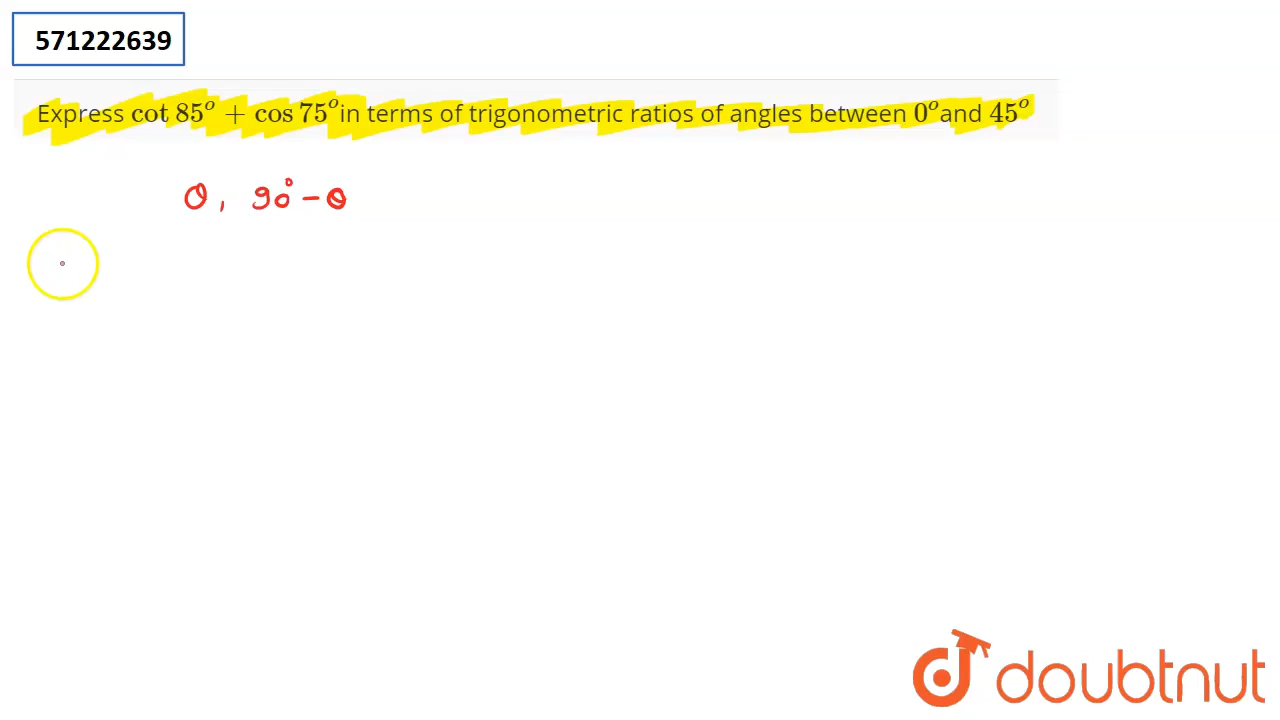 571222639
Express cot 85° + cos 75°in terms of trigonometric ratios of angles between 0°and 45°
θ, 90° − θ
doubtnut